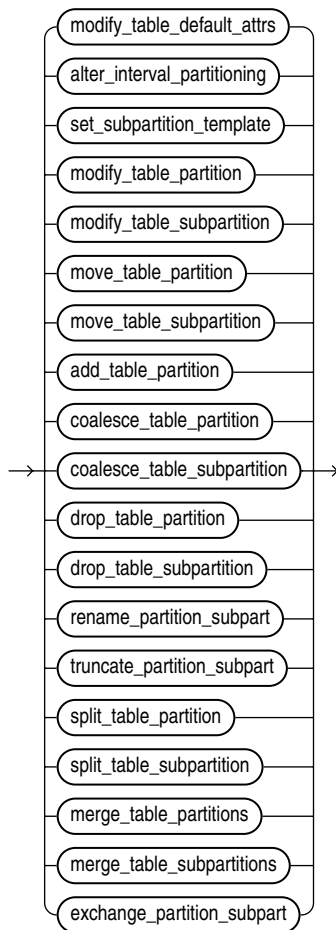 modify_table_default_attrs
alter_interval_partitioning
set_subpartition_template
modify_table_partition
modify_table_subpartition
move_table_partition
move_table_subpartition
add_table_partition
coalesce_table_partition
coalesce_table_subpartition
drop_table_partition
drop_table_subpartition
rename_partition_subpart
truncate_partition_subpart
split_table_partition
split_table_subpartition
merge_table_partitions
merge_table_subpartitions
exchange_partition_subpart